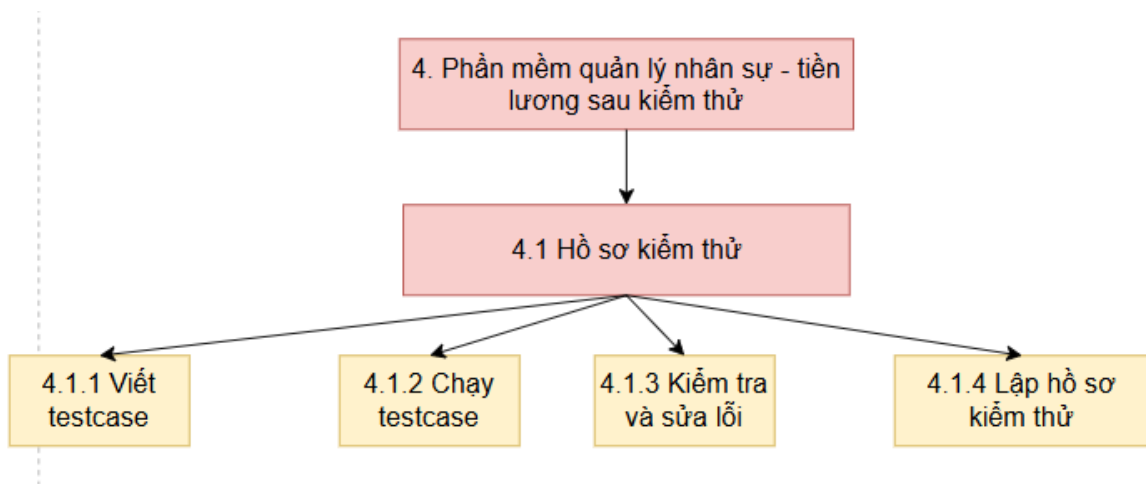 4. Phần mềm quản lý nhân sự - tiền
lương sau kiểm thử
4.1 Hồ sơ kiểm thử
4.1.1 Viết
testcase
4.1.2 Chạy
testcase
4.1.3 Kiểm tra
và sửa lỗi
4.1.4 Lập hồ sơ
kiểm thử